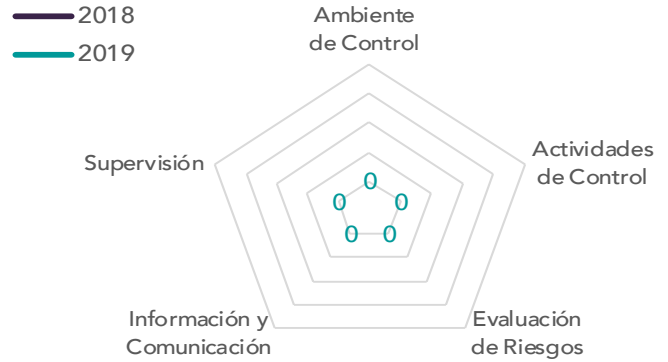 2018
2019
Ambiente
de Control
Supervisión
Actividades
de Control
0
0
0
0
0
Información y
Comunicación
Evaluación
de Riesgos